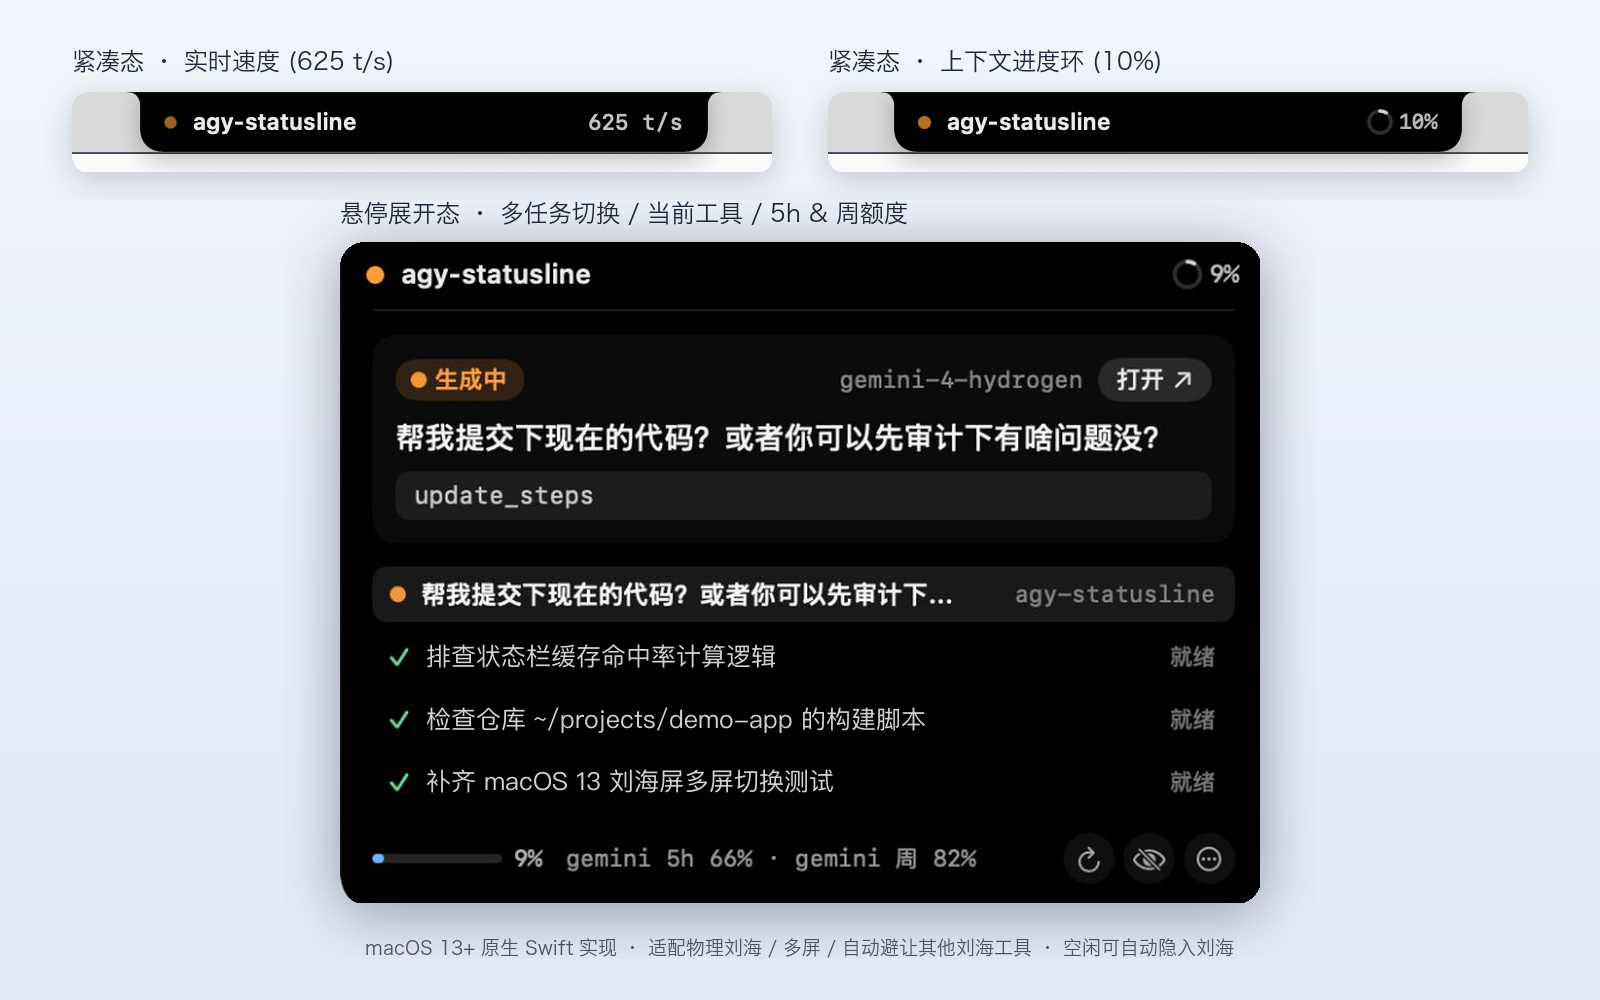 紧凑态 · 实时速度 (625 t/s)
紧凑态 · 上下文进度环 (10%)
agy-statusline 625 t/s
agy-statusline 10%
悬停展开态 · 多任务切换 / 当前工具 / 5h & 周额度
agy-statusline 9%
生成中 gemini-4-hydrogen 打开 ↗
帮我提交下现在的代码？或者你可以先审计下有啥问题没？
update_steps
帮我提交下现在的代码？或者你可以先审计下... agy-statusline
排查状态栏缓存命中率计算逻辑 就绪
检查仓库 ~/projects/demo-app 的构建脚本 就绪
补齐 macOS 13 刘海屏多屏切换测试 就绪
9% gemini 5h 66% · gemini 周 82%
macOS 13+ 原生 Swift 实现 · 适配物理刘海 / 多屏 / 自动避让其他刘海工具 · 空闲可自动隐入刘海